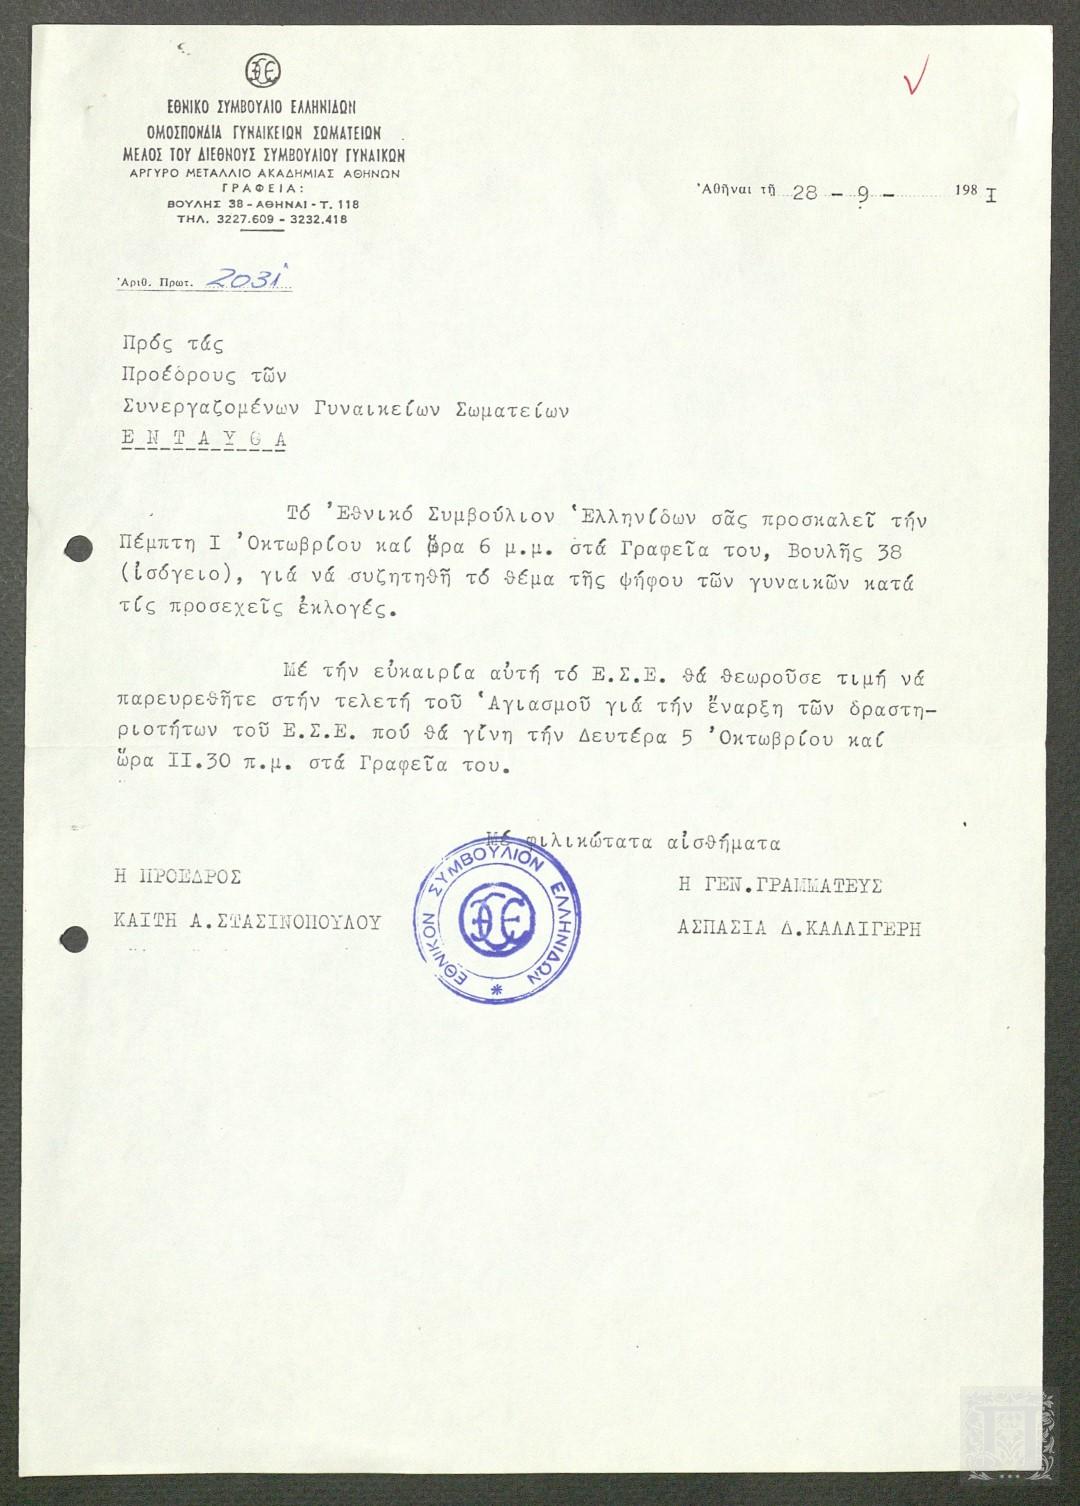 ΕΘΝΙΚΟ ΣΥΜΒΟΥΛΙΟ ΕΛΛΗΝΙΔΩΝ
ΟΜΟΣΠΟΝΔΙΑ ΓΥΝΑΙΚΕΙΩΝ ΣΩΜΑΤΕΙΩΝ
ΜΕΛΟΣ ΤΟΥ ΔΙΕΘΝΟΥΣ ΣΥΜΒΟΥΛΙΟΥ ΓΥΝΑΙΚΩΝ
ΑΡΓΥΡΟ ΜΕΤΑΛΛΙΟ ΑΚΑΔΗΜΙΑΣ ΑΘΗΝΩΝ
ΓΡΑΦΕΙΑ:
ΒΟΥΛΗΣ 38 - ΑΘΗΝΑΙ - Τ. 118
ΤΗΛ. 3227.609 - 3232.418
Ἀθῆναι τῇ 28 - 9 - 198Ι
Ἀριθ. Πρωτ. 2031
Πρός τάς
Προέδρους τῶν
Συνεργαζομένων Γυναικείων Σωματείων
Ε Ν Τ Α Υ Θ Α
Τό Ἐθνικό Συμβούλιον Ἑλληνίδων σᾶς προσκαλεῖ τήν
Πέμπτη Ι Ὀκτωβρίου καί ὥρα 6 μ.μ. στά Γραφεῖα του, Βουλῆς 38
(ἰσόγειο), γιά νά συζητηθῆ τό θέμα τῆς ψήφου τῶν γυναικῶν κατά
τίς προσεχεῖς ἐκλογές.
Μέ τήν εὐκαιρία αὐτή τό Ε.Σ.Ε. θά θεωροῦσε τιμή νά
παρευρεθῆτε στήν τελετή τοῦ Ἁγιασμοῦ γιά τήν ἔναρξη τῶν δραστη-
ριοτήτων τοῦ Ε.Σ.Ε. πού θά γίνη τήν Δευτέρα 5 Ὀκτωβρίου καί
ὥρα ΙΙ.30 π.μ. στά Γραφεῖα του.
Μέ φιλικώτατα αἰσθήματα
Η ΠΡΟΕΔΡΟΣ
ΚΑΙΤΗ Α.ΣΤΑΣΙΝΟΠΟΥΛΟΥ
Η ΓΕΝ.ΓΡΑΜΜΑΤΕΥΣ
ΑΣΠΑΣΙΑ Δ.ΚΑΛΛΙΓΕΡΗ
ΕΘΝΙΚΟΝ ΣΥΜΒΟΥΛΙΟΝ ΕΛΛΗΝΙΔΩΝ